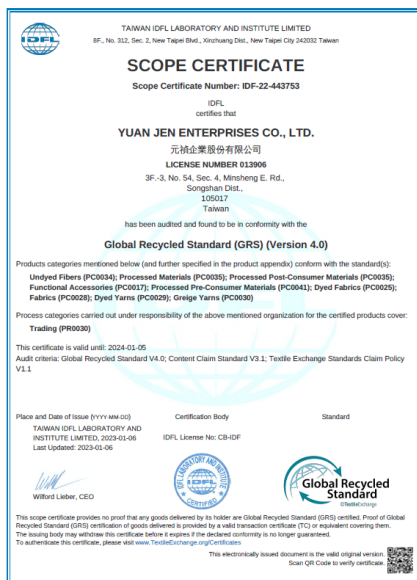 IDFL
TAIWAN IDFL LABORATORY AND INSTITUTE LIMITED
8F., No. 312, Sec. 2, New Taipei Blvd., Xinzhuang Dist., New Taipei City 242032 Taiwan
SCOPE CERTIFICATE
Scope Certificate Number: IDF-22-443753
IDFL
certifies that
YUAN JEN ENTERPRISES CO., LTD.
元禎企業股份有限公司
LICENSE NUMBER 013906
3F.-3, No. 54, Sec. 4, Minsheng E. Rd.,
Songshan Dist.,
105017
Taiwan
has been audited and found to be in conformity with the
Global Recycled Standard (GRS) (Version 4.0)
Products categories mentioned below (and further specified in the product appendix) conform with the standard(s):
Undyed Fibers (PC0034); Processed Materials (PC0035); Processed Post-Consumer Materials (PC0035);
Functional Accessories (PC0017); Processed Pre-Consumer Materials (PC0041); Dyed Fabrics (PC0025);
Fabrics (PC0028); Dyed Yarns (PC0029); Greige Yarns (PC0030)
Process categories carried out under responsibility of the above mentioned organization for the certified products cover:
Trading (PR0030)
This certificate is valid until: 2024-01-05
Audit criteria: Global Recycled Standard V4.0; Content Claim Standard V3.1; Textile Exchange Standards Claim Policy
V1.1
Place and Date of Issue (YYYY-MM-DD)
TAIWAN IDFL LABORATORY AND
INSTITUTE LIMITED, 2023-01-06
Last Updated: 2023-01-06
Certification Body
IDFL License No: CB-IDF
Standard
IDFL LABORATORY AND INSTITUTE
IDFL
CERTIFIED
Global Recycled
Standard
©TextileExchange
Wilford Lieber, CEO
This scope certificate provides no proof that any goods delivered by its holder are Global Recycled Standard (GRS) certified. Proof of Global
Recycled Standard (GRS) certification of goods delivered is provided by a valid transaction certificate (TC) or equivalent covering them.
The issuing body may withdraw this certificate before it expires if the declared conformity is no longer guaranteed.
To authenticate this certificate, please visit www.TextileExchange.org/Certificates
This electronically issued document is the valid original version.
Scan QR Code to verify certificate.